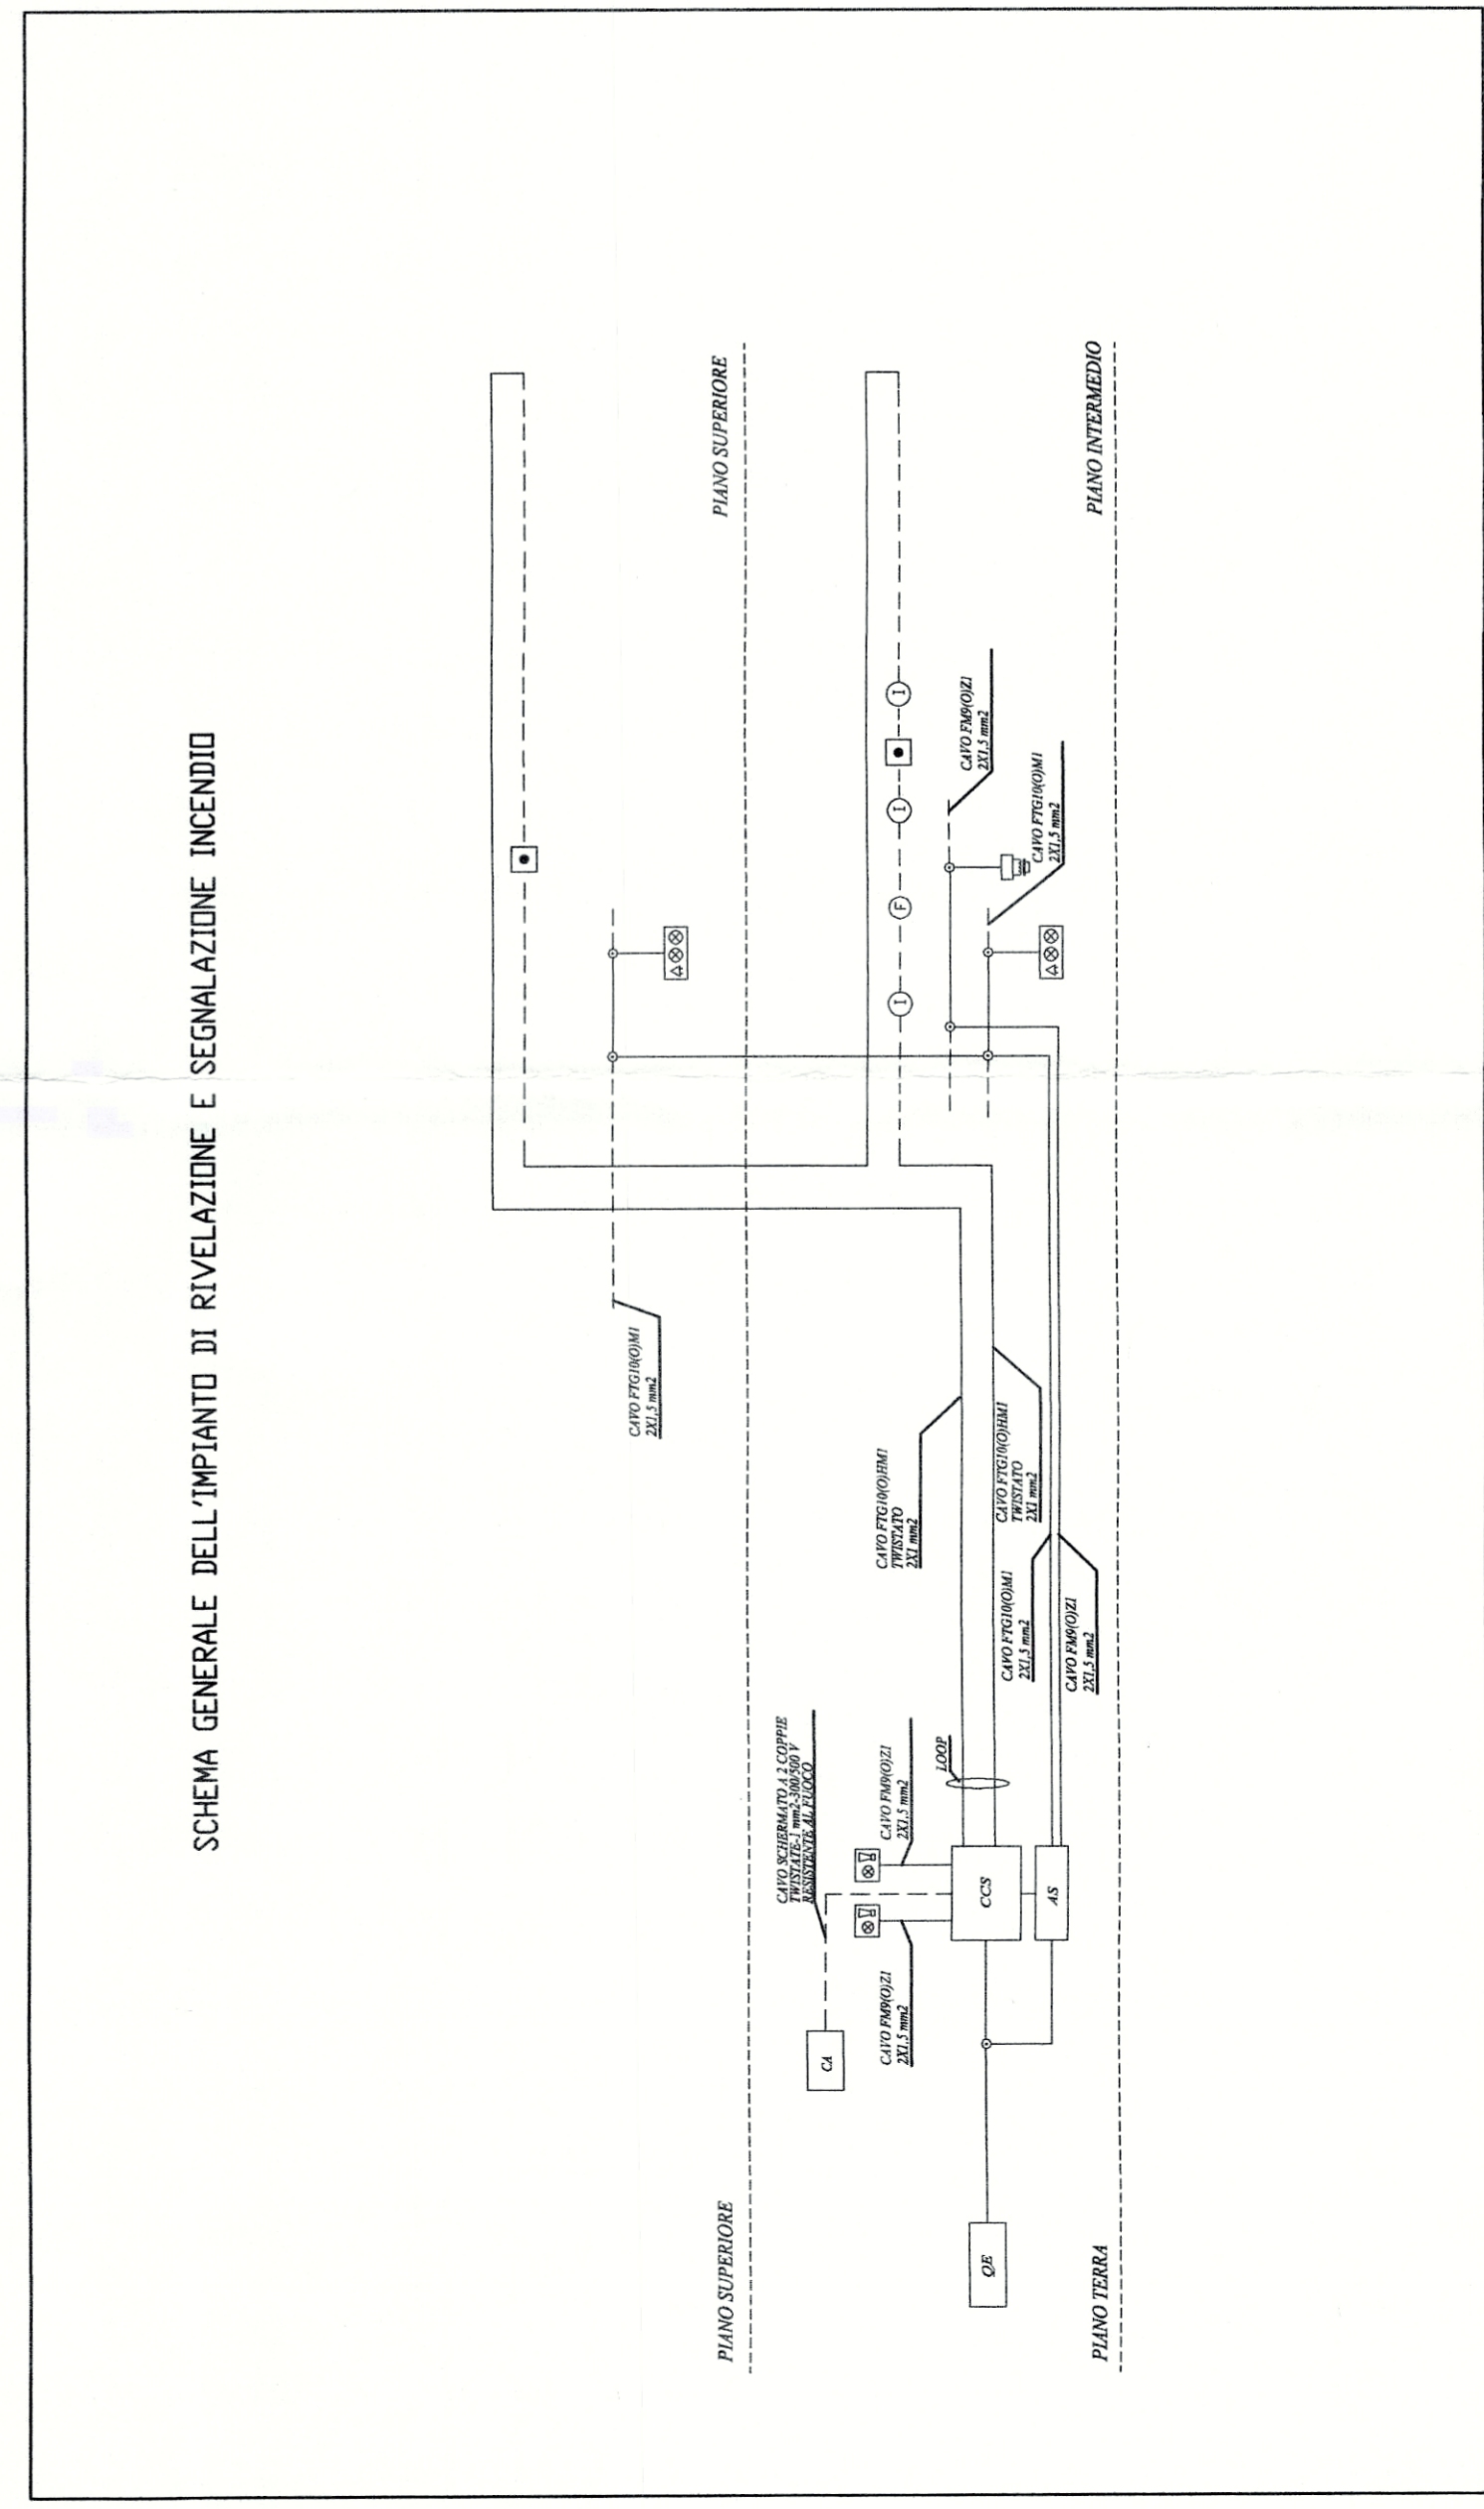 SCHEMA GENERALE DELL'IMPIANTO DI RIVELAZIONE E SEGNALAZIONE INCENDIO
CAVO FTG10(O)M1
2X1,5 mm2
PIANO SUPERIORE
PIANO SUPERIORE
CAVO SCHERMATO A 2 COPPIE
TWISTATE-1 mm2-300/500 V
RESISTENTE AL FUOCO
CA
CAVO FM9(O)Z1
2X1,5 mm2
CAVO FM9(O)Z1
2X1,5 mm2
LOOP
CAVO FTG10(O)HM1
TWISTATO
2X1 mm2
I
F
I
I
CAVO FM9(O)Z1
2X1,5 mm2
QE
CCS
AS
CAVO FTG10(O)HM1
TWISTATO
2X1 mm2
CAVO FTG10(O)M1
2X1,5 mm2
CAVO FTG10(O)M1
2X1,5 mm2
CAVO FM9(O)Z1
2X1,5 mm2
PIANO TERRA
PIANO INTERMEDIO